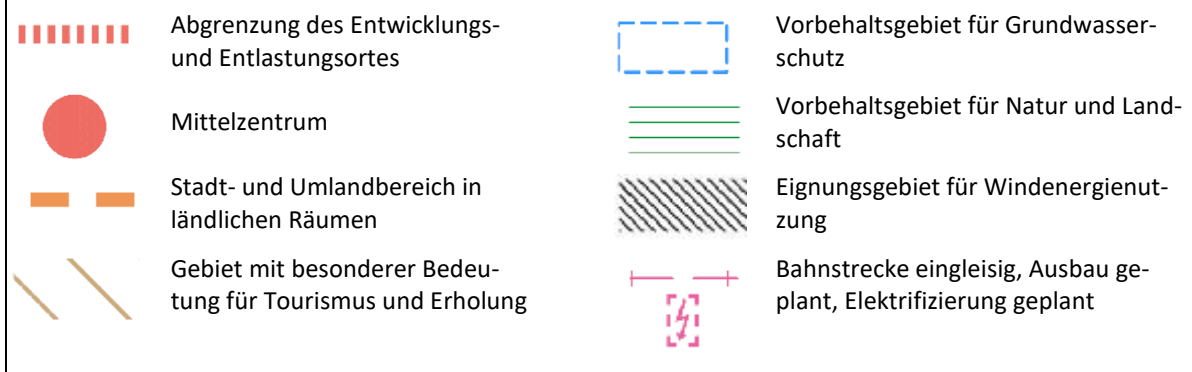 Abgrenzung des Entwicklungs-
und Entlastungsortes
Mittelzentrum
Stadt- und Umlandbereich in
ländlichen Räumen
Gebiet mit besonderer Bedeu-
tung für Tourismus und Erholung
Vorbehaltsgebiet für Grundwasser-
schutz
Vorbehaltsgebiet für Natur und Land-
schaft
Eignungsgebiet für Windenergienut-
zung
Bahnstrecke eingleisig, Ausbau ge-
plant, Elektrifizierung geplant